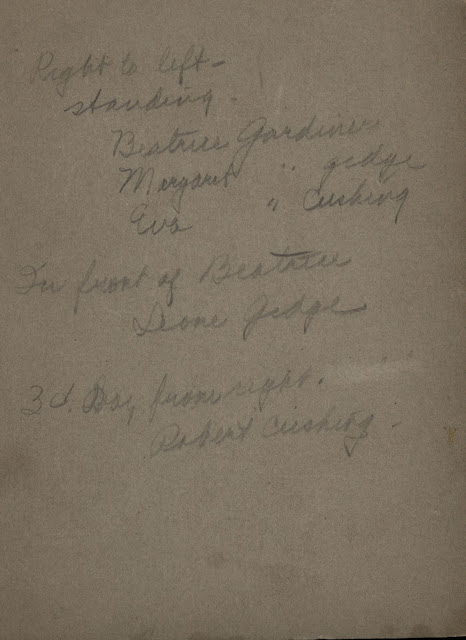 Right to left –
standing –
Beatrice Gardiner
Margaret " Gedge
Eva " Cushing
In front of Beatrice
Leone Gedge
3d. Boy from right.
Robert Cushing –